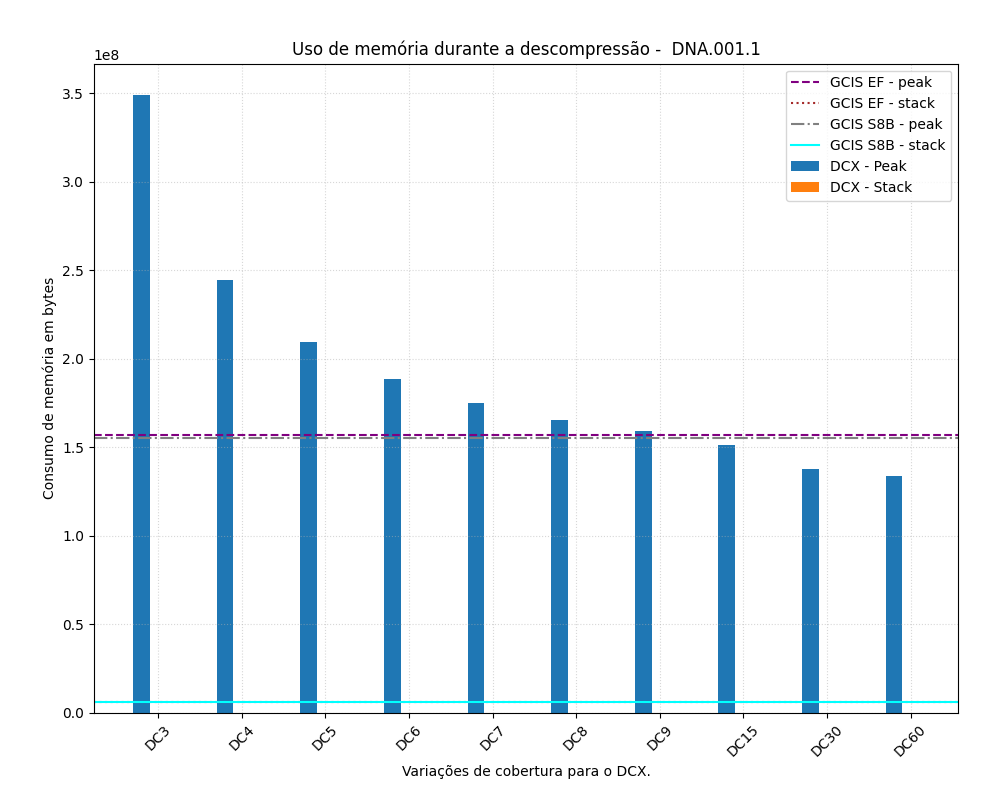 Uso de memória durante a descompressão -  DNA.001.1
1e8
GCIS EF - peak
GCIS EF - stack
GCIS S8B - peak
GCIS S8B - stack
DCX - Peak
DCX - Stack
Consumo de memória em bytes
3.5
3.0
2.5
2.0
1.5
1.0
0.5
0.0
DC3 DC4 DC5 DC6 DC7 DC8 DC9 DC15 DC30 DC60
Variações de cobertura para o DCX.